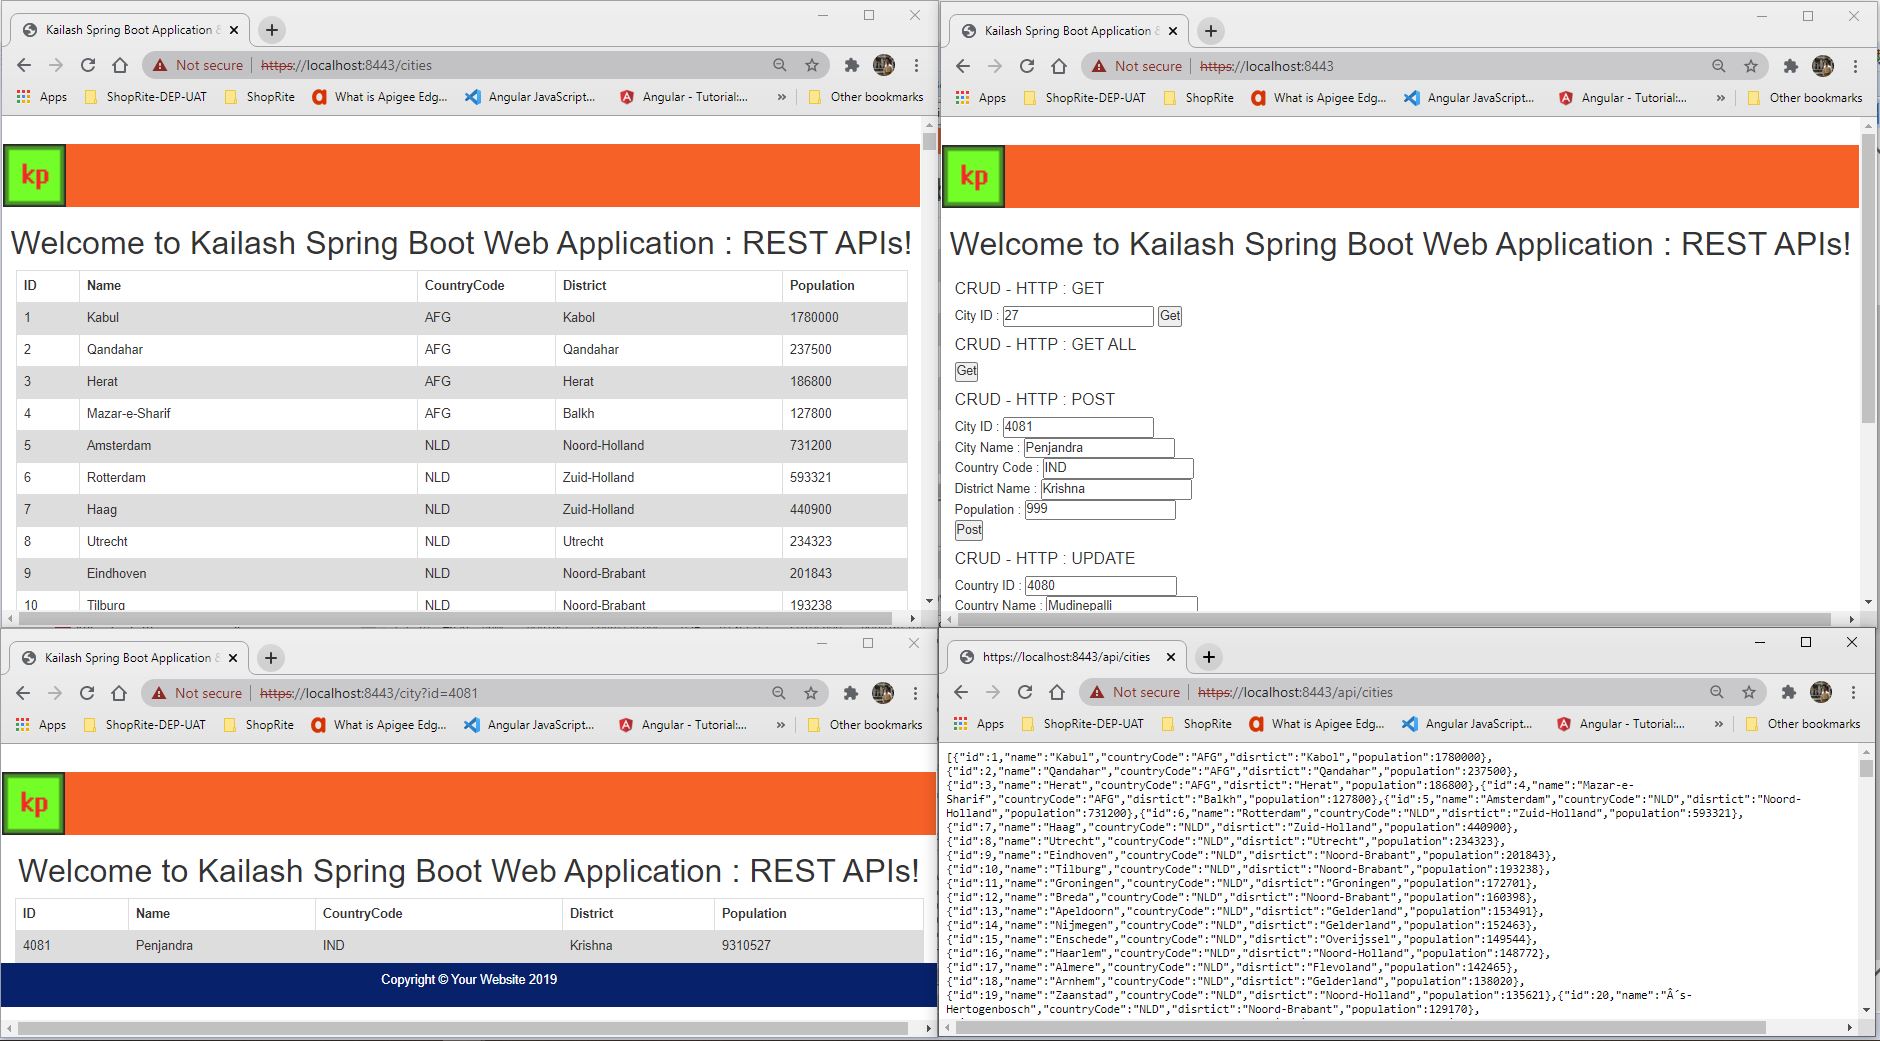 Kailash Spring Boot Application &
Not secure | https://localhost:8443/cities
Apps ShopRite-DEP-UAT ShopRite What is Apigee Edg... Angular JavaScript... Angular - Tutorial:... » Other bookmarks
kp
Welcome to Kailash Spring Boot Web Application : REST APIs!
ID Name CountryCode District Population
1 Kabul AFG Kabol 1780000
2 Qandahar AFG Qandahar 237500
3 Herat AFG Herat 186800
4 Mazar-e-Sharif AFG Balkh 127800
5 Amsterdam NLD Noord-Holland 731200
6 Rotterdam NLD Zuid-Holland 593321
7 Haag NLD Zuid-Holland 440900
8 Utrecht NLD Utrecht 234323
9 Eindhoven NLD Noord-Brabant 201843
10 Tilburg NLD Noord-Brabant 193238
Kailash Spring Boot Application &
Not secure | https://localhost:8443
Apps ShopRite-DEP-UAT ShopRite What is Apigee Edg... Angular JavaScript... Angular - Tutorial:... » Other bookmarks
kp
Welcome to Kailash Spring Boot Web Application : REST APIs!
CRUD - HTTP : GET
City ID : 27 Get
CRUD - HTTP : GET ALL
Get
CRUD - HTTP : POST
City ID : 4081
City Name : Penjandra
Country Code : IND
District Name : Krishna
Population : 999
Post
CRUD - HTTP : UPDATE
Country ID : 4080
Country Name : Mudinepalli
Kailash Spring Boot Application &
Not secure | https://localhost:8443/city?id=4081
Apps ShopRite-DEP-UAT ShopRite What is Apigee Edg... Angular JavaScript... Angular - Tutorial:... » Other bookmarks
kp
Welcome to Kailash Spring Boot Web Application : REST APIs!
ID Name CountryCode District Population
4081 Penjandra IND Krishna 9310527
Copyright © Your Website 2019
https://localhost:8443/api/cities
Not secure | https://localhost:8443/api/cities
Apps ShopRite-DEP-UAT ShopRite What is Apigee Edg... Angular JavaScript... Angular - Tutorial:... » Other bookmarks
[{"id":1,"name":"Kabul","countryCode":"AFG","disrtict":"Kabol","population":1780000},
{"id":2,"name":"Qandahar","countryCode":"AFG","disrtict":"Qandahar","population":237500},
{"id":3,"name":"Herat","countryCode":"AFG","disrtict":"Herat","population":186800},{"id":4,"name":"Mazar-e-
Sharif","countryCode":"AFG","disrtict":"Balkh","population":127800},{"id":5,"name":"Amsterdam","countryCode":"NLD","disrtict":"Noord-
Holland","population":731200},{"id":6,"name":"Rotterdam","countryCode":"NLD","disrtict":"Zuid-Holland","population":593321},
{"id":7,"name":"Haag","countryCode":"NLD","disrtict":"Zuid-Holland","population":440900},
{"id":8,"name":"Utrecht","countryCode":"NLD","disrtict":"Utrecht","population":234323},
{"id":9,"name":"Eindhoven","countryCode":"NLD","disrtict":"Noord-Brabant","population":201843},
{"id":10,"name":"Tilburg","countryCode":"NLD","disrtict":"Noord-Brabant","population":193238},
{"id":11,"name":"Groningen","countryCode":"NLD","disrtict":"Groningen","population":172701},
{"id":12,"name":"Breda","countryCode":"NLD","disrtict":"Noord-Brabant","population":160398},
{"id":13,"name":"Apeldoorn","countryCode":"NLD","disrtict":"Gelderland","population":153491},
{"id":14,"name":"Nijmegen","countryCode":"NLD","disrtict":"Gelderland","population":152463},
{"id":15,"name":"Enschede","countryCode":"NLD","disrtict":"Overijssel","population":149544},
{"id":16,"name":"Haarlem","countryCode":"NLD","disrtict":"Noord-Holland","population":148772},
{"id":17,"name":"Almere","countryCode":"NLD","disrtict":"Flevoland","population":142465},
{"id":18,"name":"Arnhem","countryCode":"NLD","disrtict":"Gelderland","population":138020},
{"id":19,"name":"Zaanstad","countryCode":"NLD","disrtict":"Noord-Holland","population":135621},{"id":20,"name":"Â´s-
Hertogenbosch","countryCode":"NLD","disrtict":"Noord-Brabant","population":129170},